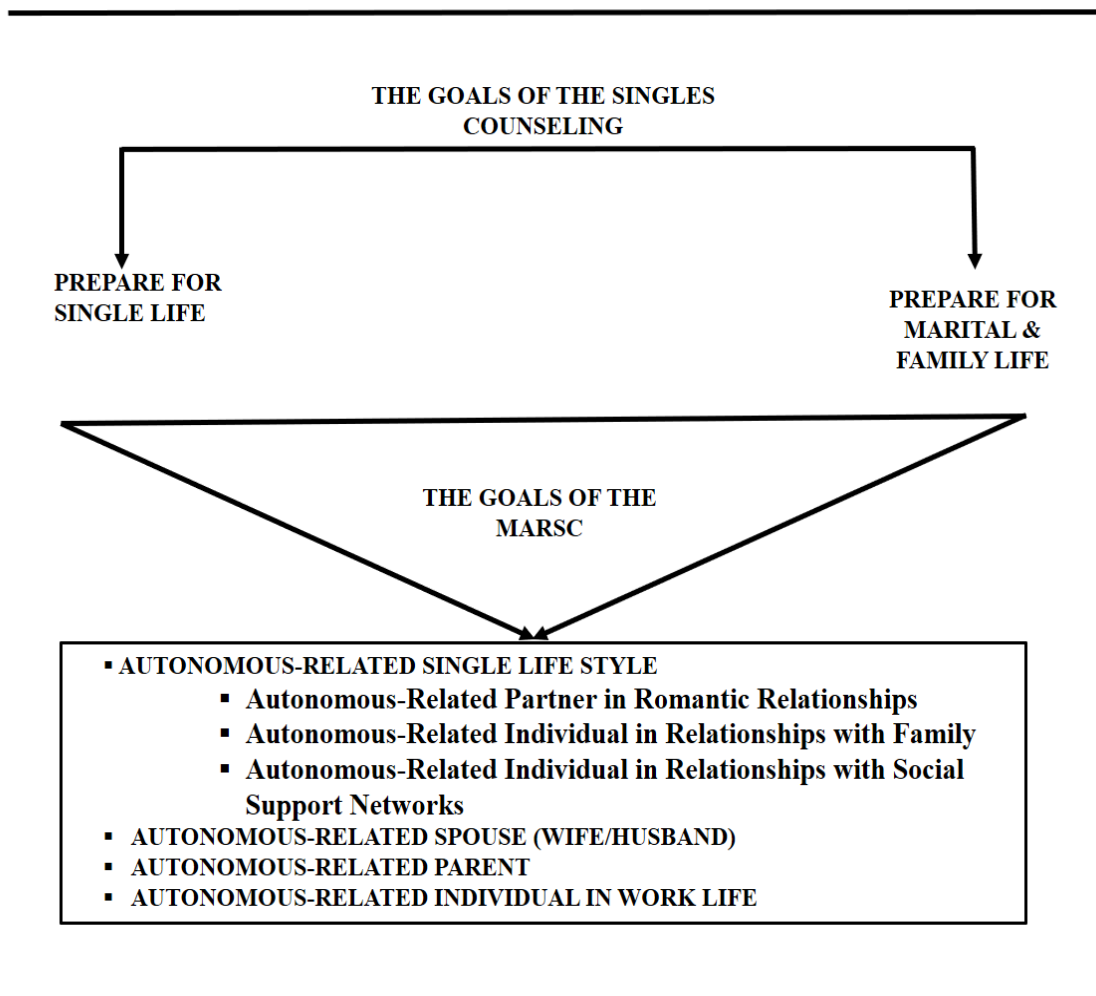 THE GOALS OF THE SINGLES
COUNSELING
PREPARE FOR
SINGLE LIFE
PREPARE FOR
MARITAL &
FAMILY LIFE
THE GOALS OF THE
MARSC
▪ AUTONOMOUS-RELATED SINGLE LIFE STYLE
▪ Autonomous-Related Partner in Romantic Relationships
▪ Autonomous-Related Individual in Relationships with Family
▪ Autonomous-Related Individual in Relationships with Social
Support Networks
▪ AUTONOMOUS-RELATED SPOUSE (WIFE/HUSBAND)
▪ AUTONOMOUS-RELATED PARENT
▪ AUTONOMOUS-RELATED INDIVIDUAL IN WORK LIFE